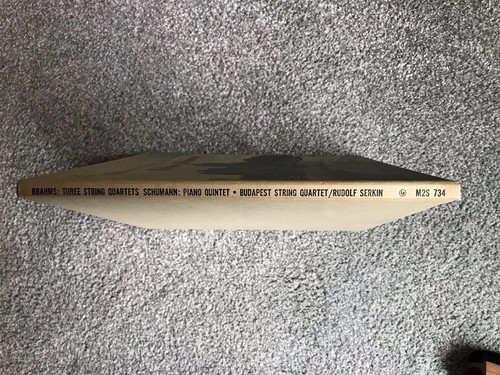 BRAHMS: THREE STRING QUARTETS SCHUMANN: PIANO QUINTET • BUDAPEST STRING QUARTET/RUDOLF SERKIN M2S 734